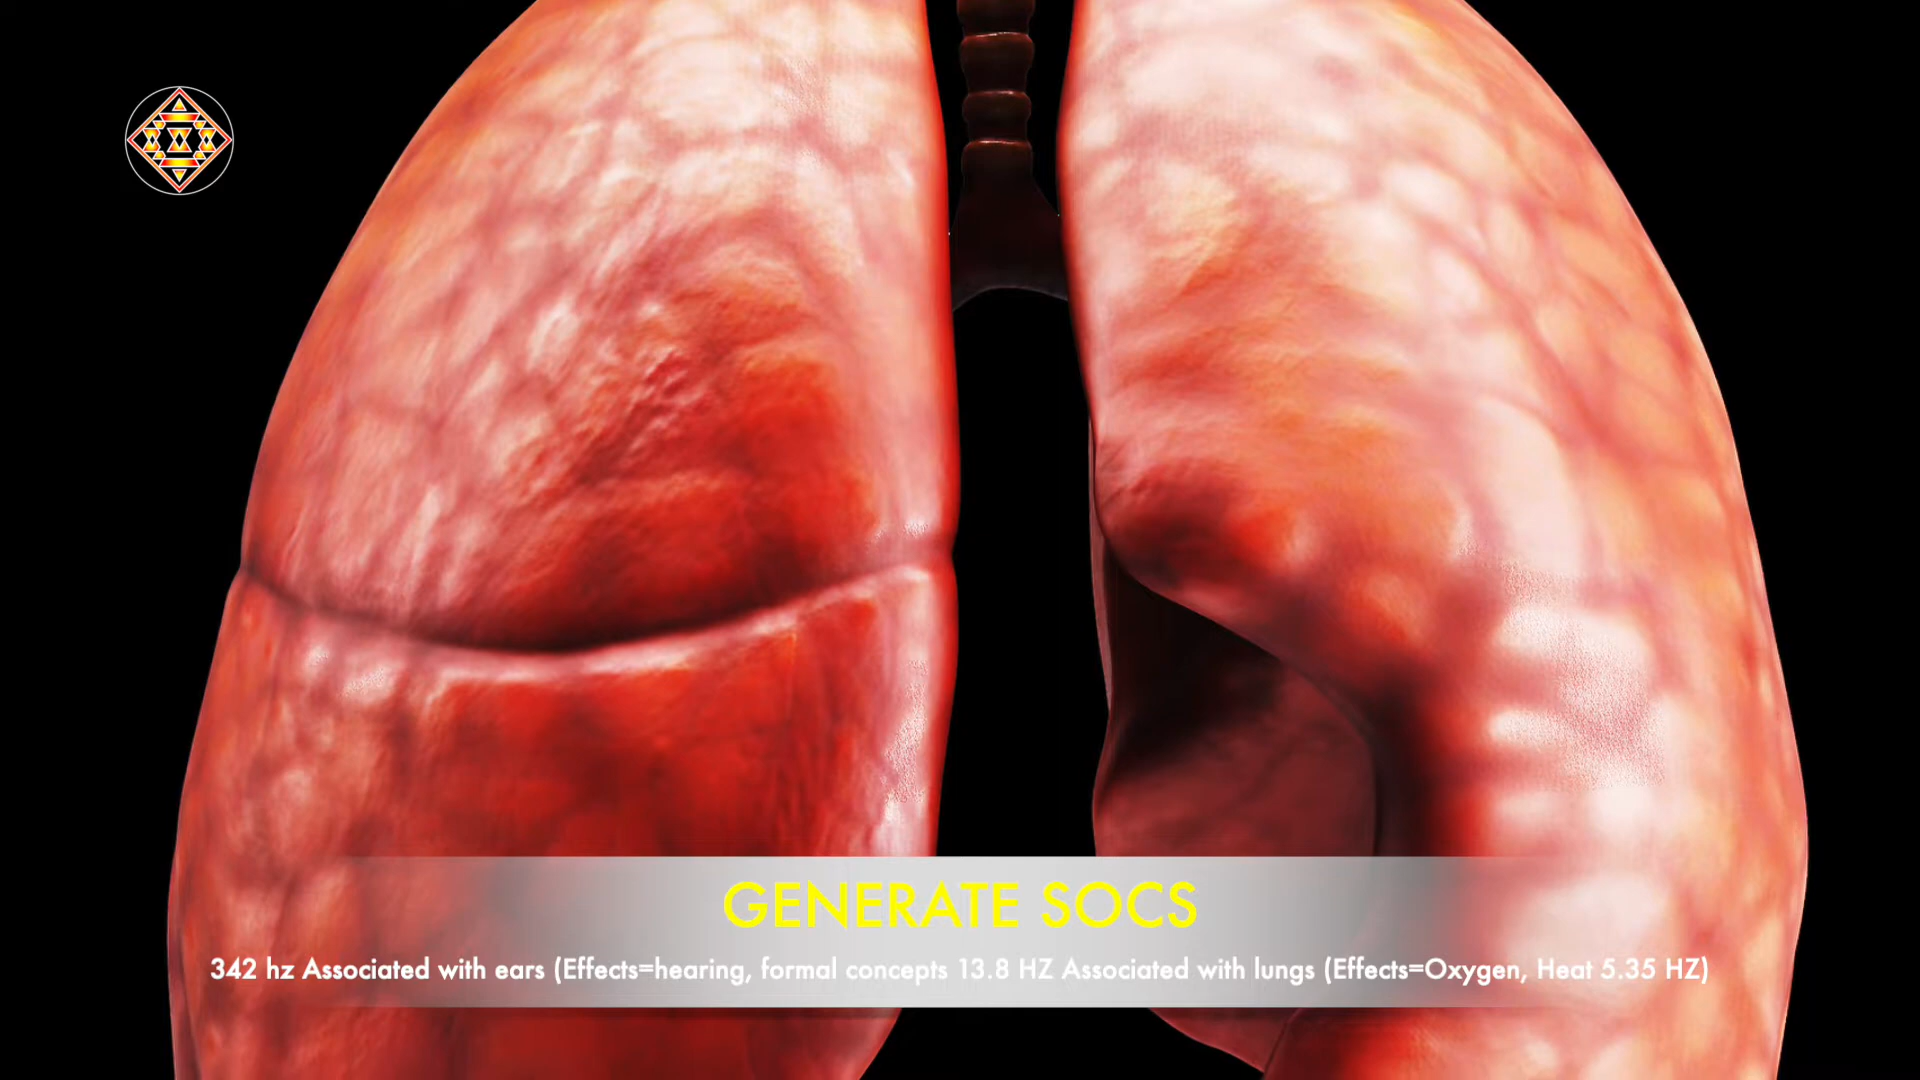 GENERATE SOCS
342 hz Associated with ears (Effects=hearing, formal concepts 13.8 HZ Associated with lungs (Effects=Oxygen, Heat 5.35 HZ)